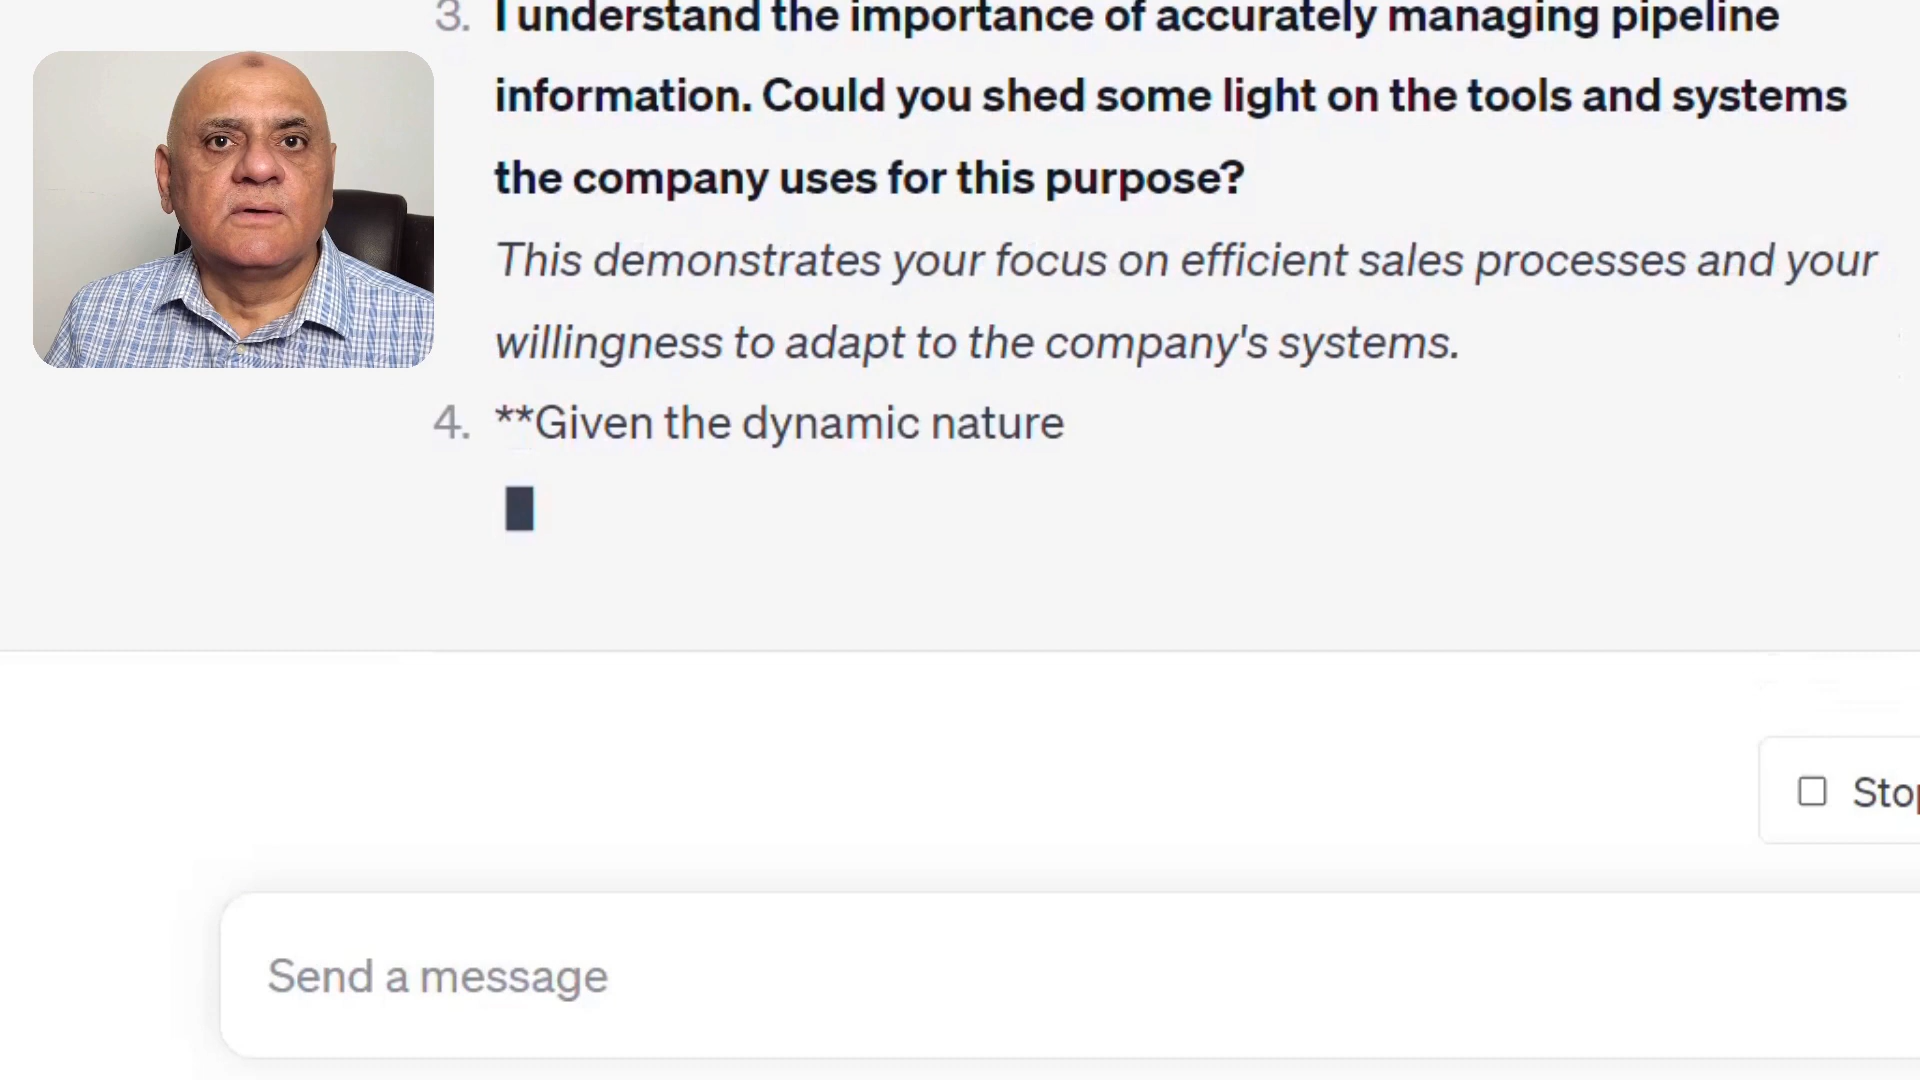 3. I understand the importance of accurately managing pipeline
information. Could you shed some light on the tools and systems
the company uses for this purpose?
This demonstrates your focus on efficient sales processes and your
willingness to adapt to the company's systems.
4. **Given the dynamic nature
Stop
Send a message